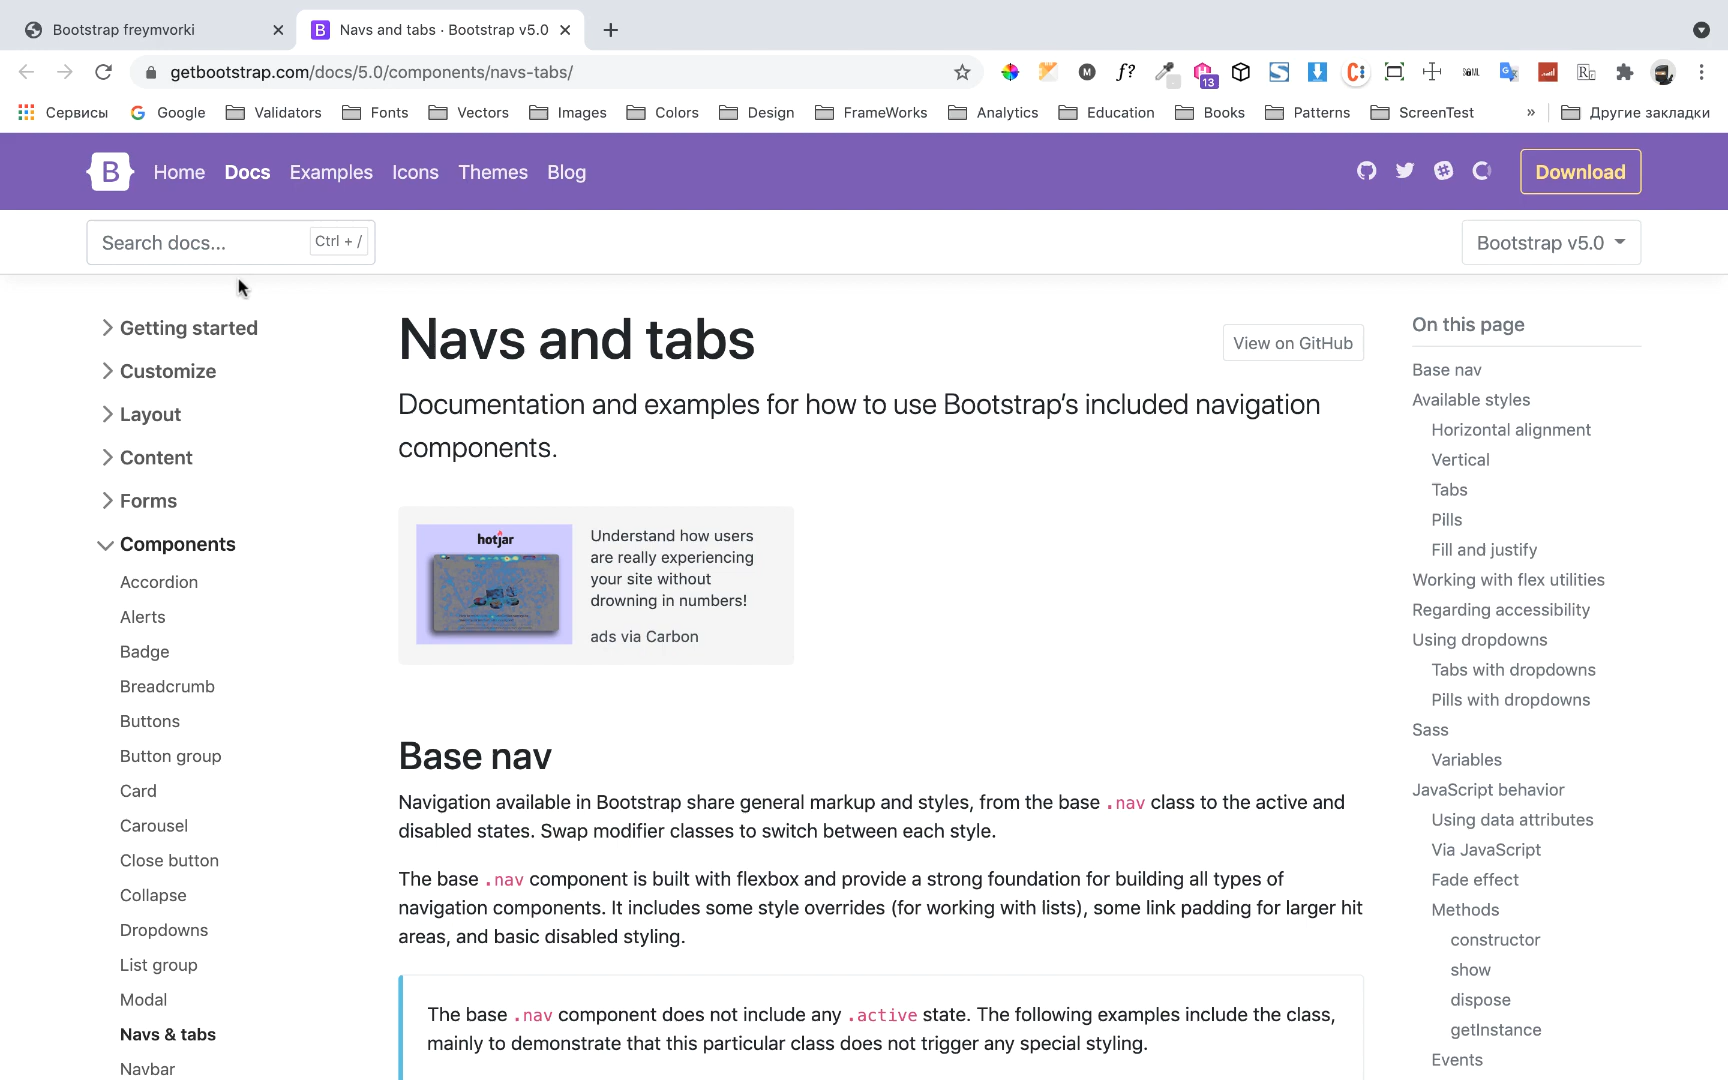 Bootstrap freymvorki
Navs and tabs · Bootstrap v5.0
getbootstrap.com/docs/5.0/components/navs-tabs/
Сервисы Google Validators Fonts Vectors Images Colors Design FrameWorks Analytics Education Books Patterns ScreenTest » Другие закладки
B Home Docs Examples Icons Themes Blog Download
Search docs... Ctrl + / Bootstrap v5.0
Getting started
Customize
Layout
Content
Forms
Components
Accordion
Alerts
Badge
Breadcrumb
Buttons
Button group
Card
Carousel
Close button
Collapse
Dropdowns
List group
Modal
Navs & tabs
Navbar
Navs and tabs
View on GitHub
Documentation and examples for how to use Bootstrap’s included navigation
components.
hotjar
Understand how users
are really experiencing
your site without
drowning in numbers!
ads via Carbon
Base nav
Navigation available in Bootstrap share general markup and styles, from the base .nav class to the active and
disabled states. Swap modifier classes to switch between each style.
The base .nav component is built with flexbox and provide a strong foundation for building all types of
navigation components. It includes some style overrides (for working with lists), some link padding for larger hit
areas, and basic disabled styling.
The base .nav component does not include any .active state. The following examples include the class,
mainly to demonstrate that this particular class does not trigger any special styling.
On this page
Base nav
Available styles
Horizontal alignment
Vertical
Tabs
Pills
Fill and justify
Working with flex utilities
Regarding accessibility
Using dropdowns
Tabs with dropdowns
Pills with dropdowns
Sass
Variables
JavaScript behavior
Using data attributes
Via JavaScript
Fade effect
Methods
constructor
show
dispose
getInstance
Events